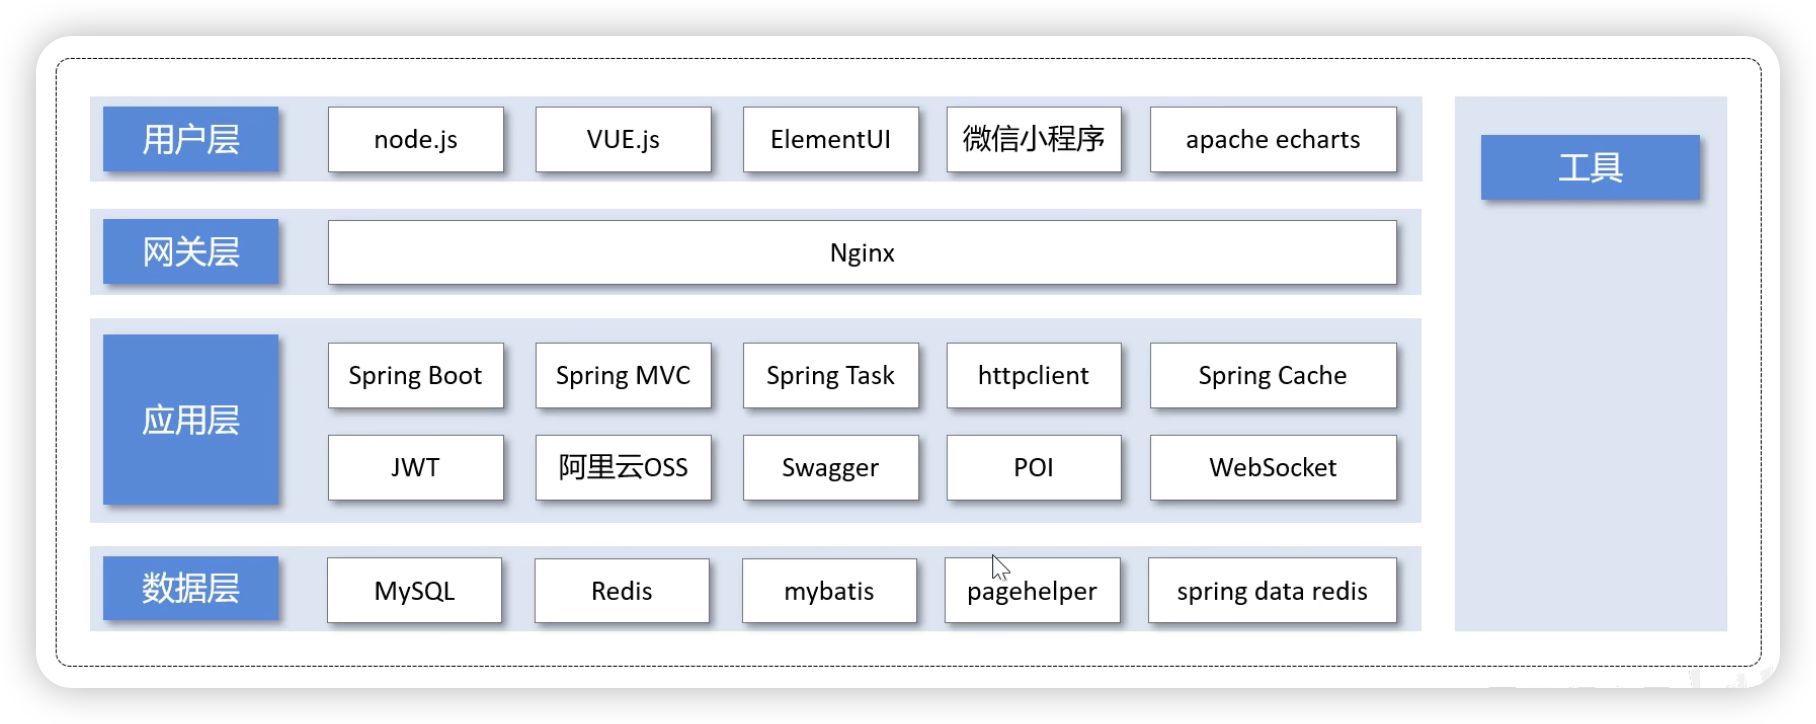 用户层
node.js
VUE.js
ElementUI
微信小程序
apache echarts
网关层
Nginx
应用层
Spring Boot
Spring MVC
Spring Task
httpclient
Spring Cache
JWT
阿里云OSS
Swagger
POI
WebSocket
数据层
MySQL
Redis
mybatis
pagehelper
spring data redis
工具